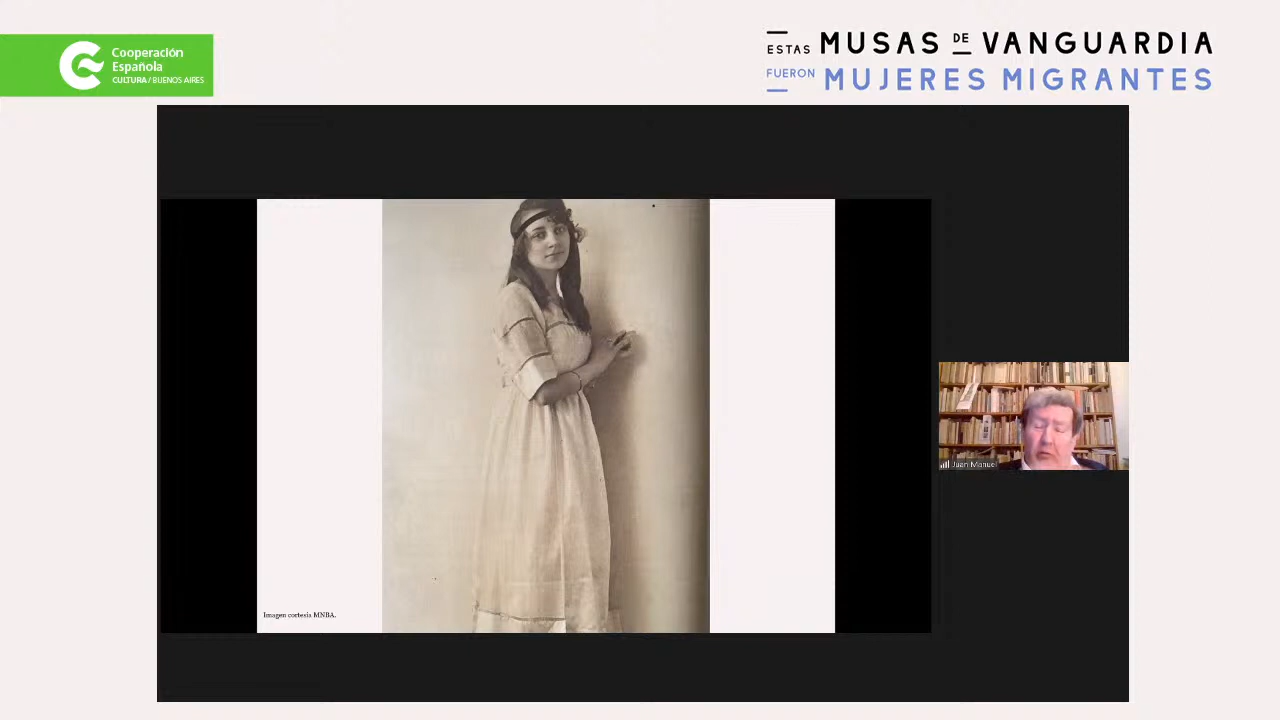 Cooperación
Española
CULTURA / BUENOS AIRES
ESTAS MUSAS DE VANGUARDIA
FUERON MUJERES MIGRANTES
Imagen cortesía MNBA.
Juan Manuel